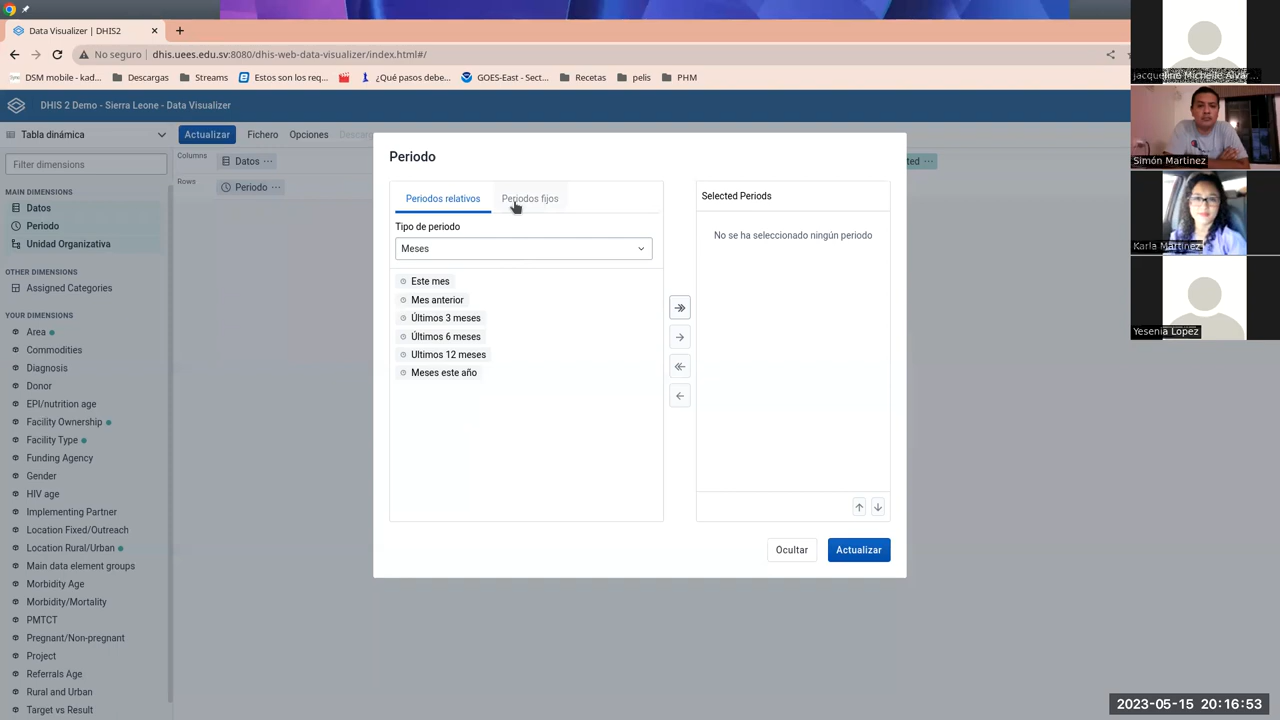 Data Visualizer | DHIS2
No seguro | dhis.uees.edu.sv:8080/dhis-web-data-visualizer/index.html#/
DSM mobile - kad... Descargas Streams Estos son los req... ¿Qué pasos debe... GOES-East - Sect... Recetas pelis PHM
DHIS 2 Demo - Sierra Leone - Data Visualizer
Tabla dinámica
Actualizar Fichero Opciones
Filter dimensions
Columns
Datos ...
Rows
Periodo ...
MAIN DIMENSIONS
Datos
Periodo
Unidad Organizativa
OTHER DIMENSIONS
Assigned Categories
YOUR DIMENSIONS
Area
Commodities
Diagnosis
Donor
EPI/nutrition age
Facility Ownership
Facility Type
Funding Agency
Gender
HIV age
Implementing Partner
Location Fixed/Outreach
Location Rural/Urban
Main data element groups
Morbidity Age
Morbidity/Mortality
PMTCT
Pregnant/Non-pregnant
Project
Referrals Age
Rural and Urban
Target vs Result
Periodo
Periodos relativos Periodos fijos
Tipo de periodo
Meses
Este mes
Mes anterior
Últimos 3 meses
Últimos 6 meses
Ultimos 12 meses
Meses este año
Selected Periods
No se ha seleccionado ningún periodo
Ocultar Actualizar
Jacqueline Michelle Alvar...
Simón Martinez
Karla Martinez
Yesenia Lopez
2023-05-15 20:16:53